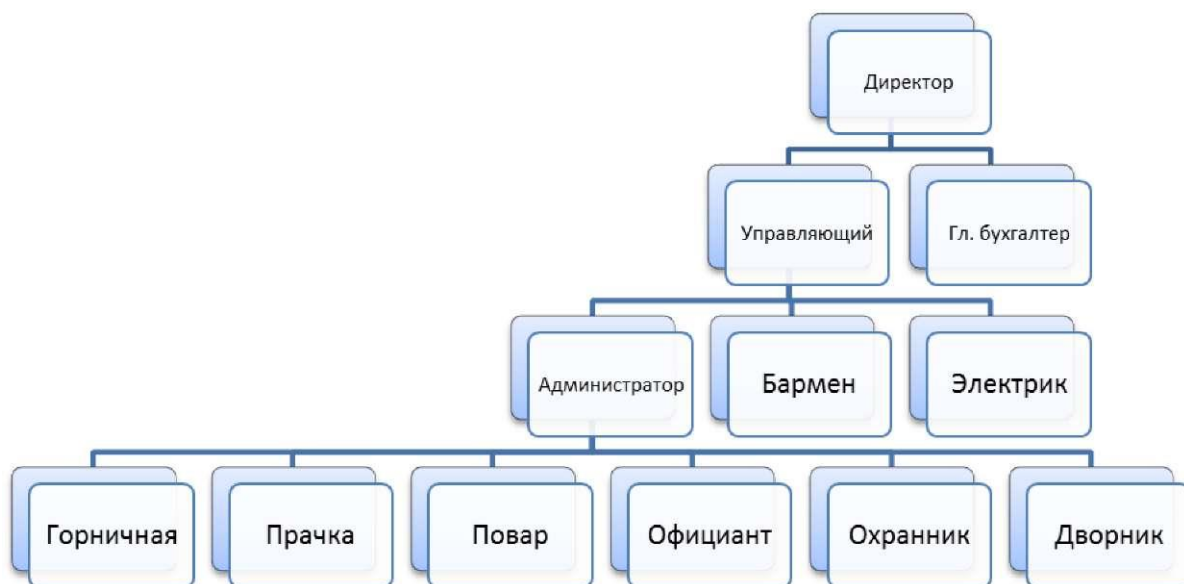 Директор
Управляющий
Гл. бухгалтер
Администратор
Бармен
Электрик
Горничная
Прачка
Повар
Официант
Охранник
Дворник